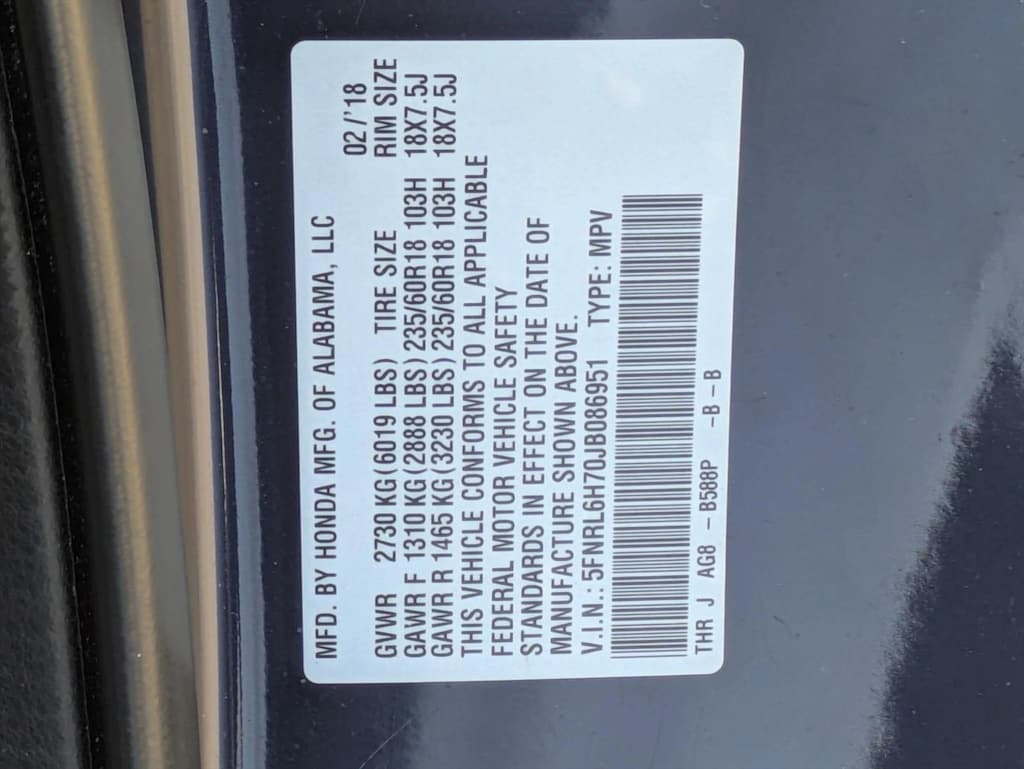 MFD. BY HONDA MFG. OF ALABAMA, LLC
02/'18
GVWR 2730 KG(6019 LBS) TIRE SIZE RIM SIZE
GAWR F 1310 KG(2888 LBS) 235/60R18 103H 18X7.5J
GAWR R 1465 KG(3230 LBS) 235/60R18 103H 18X7.5J
THIS VEHICLE CONFORMS TO ALL APPLICABLE
FEDERAL MOTOR VEHICLE SAFETY
STANDARDS IN EFFECT ON THE DATE OF
MANUFACTURE SHOWN ABOVE.
V.I.N.: 5FNRL6H70JB086951 TYPE: MPV
THR J AG8 - B588P -B-B